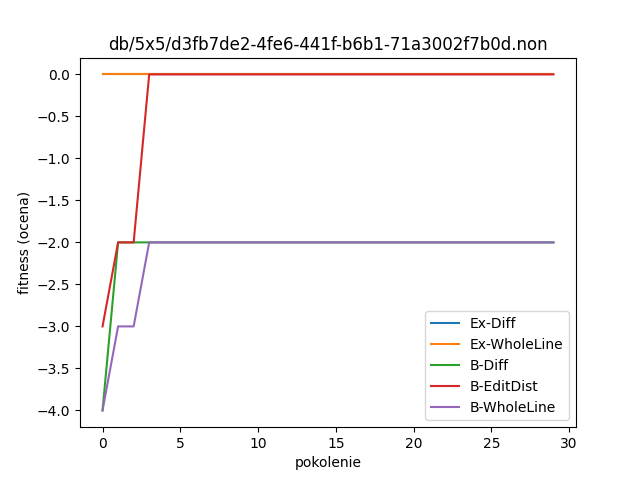 db/5x5/d3fb7de2-4fe6-441f-b6b1-71a3002f7b0d.non
0.0
−0.5
−1.0
−1.5
−2.0
−2.5
−3.0
−3.5
−4.0
fitness (ocena)
Ex-Diff
Ex-WholeLine
B-Diff
B-EditDist
B-WholeLine
0 5 10 15 20 25 30
pokolenie